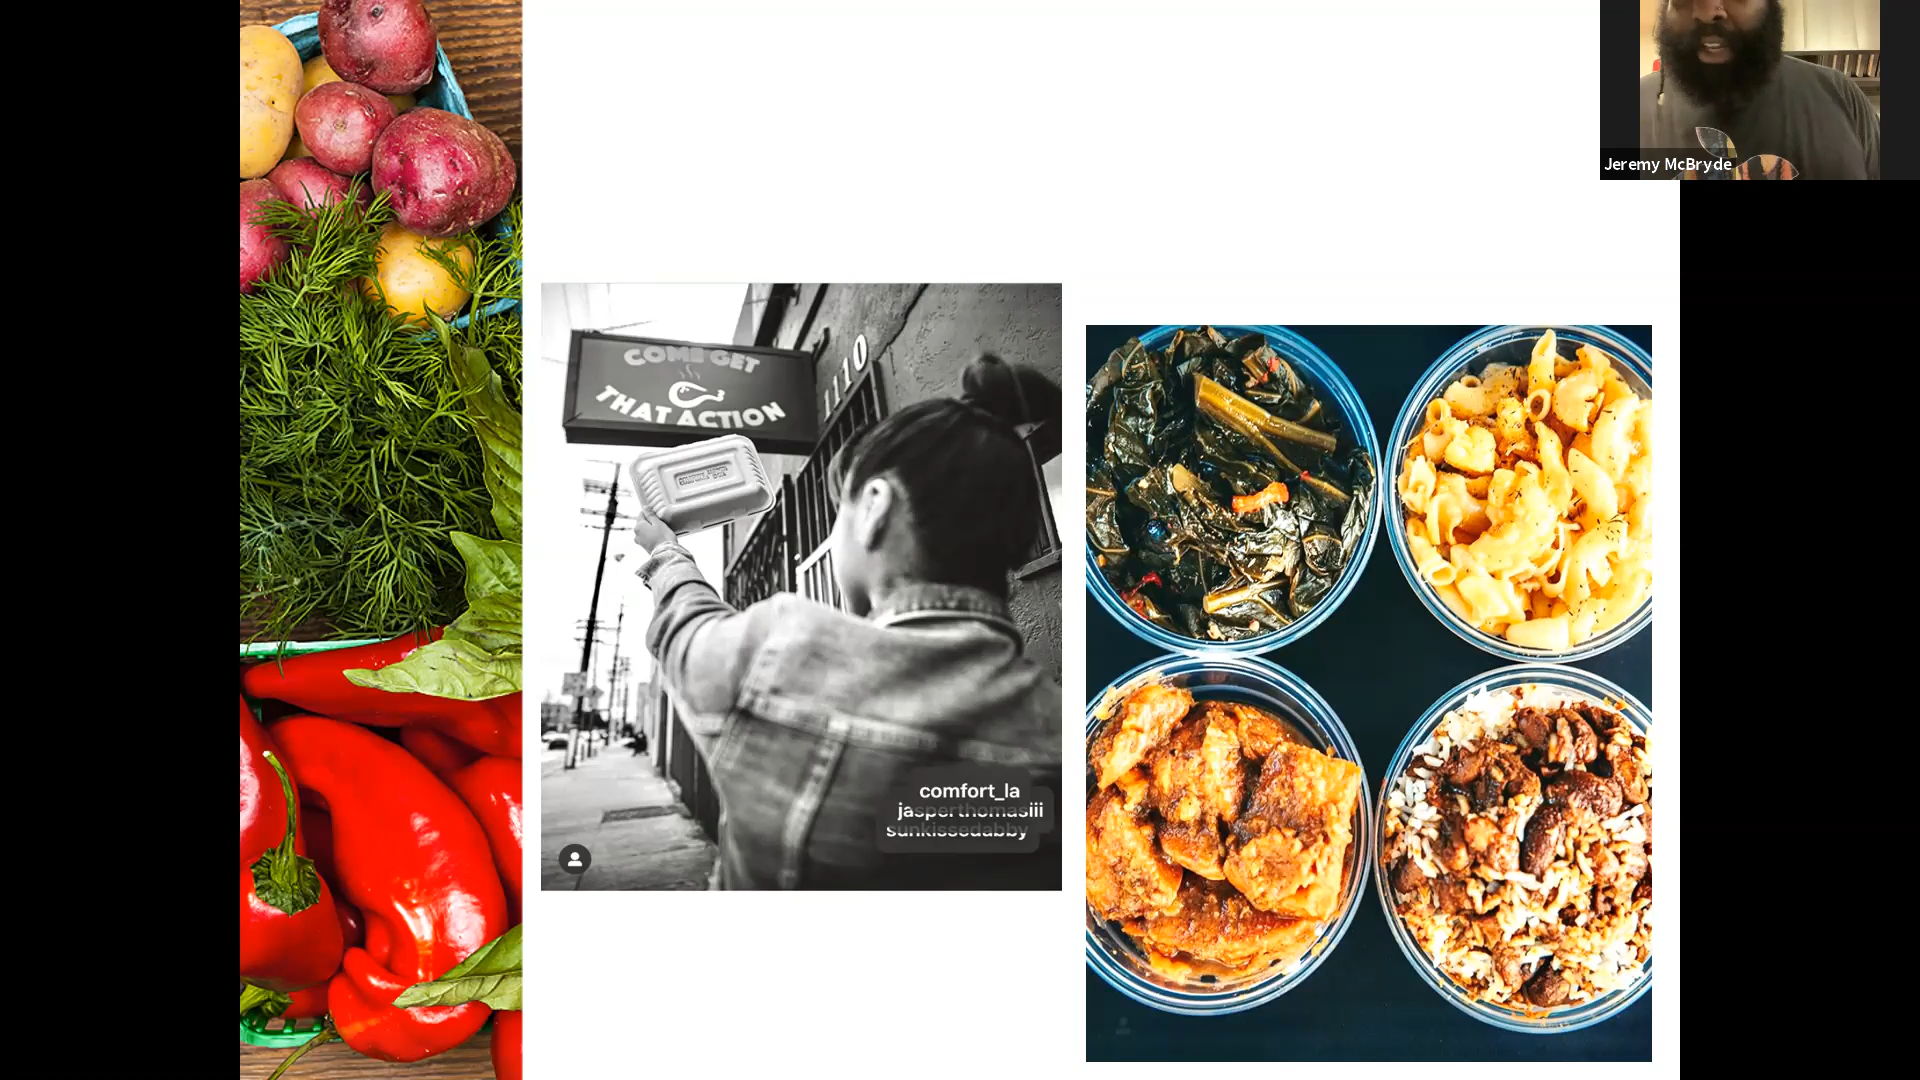 Jeremy McBryde
COME GET
THAT ACTION
1110
comfort_la
jasperthomasiii
sunkissedabby